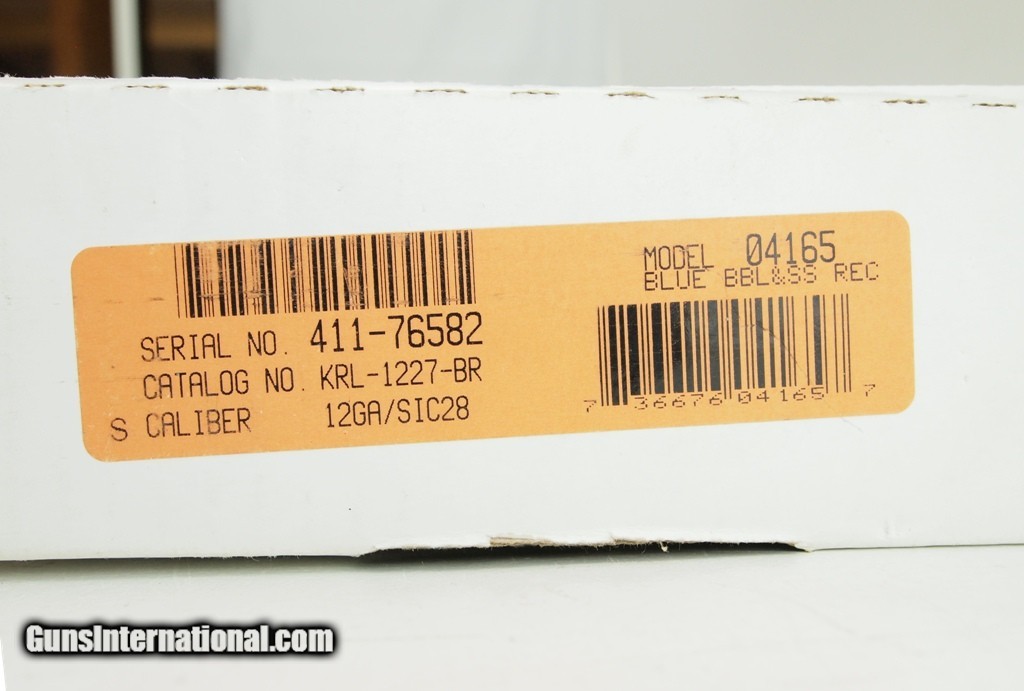 SERIAL NO. 411-76582
CATALOG NO. KRL-1227-BR
S CALIBER 12GA/SIC28
MODEL 04165
BLUE BBL&SS REC
7 36676 04165 7
GunsInternational.com